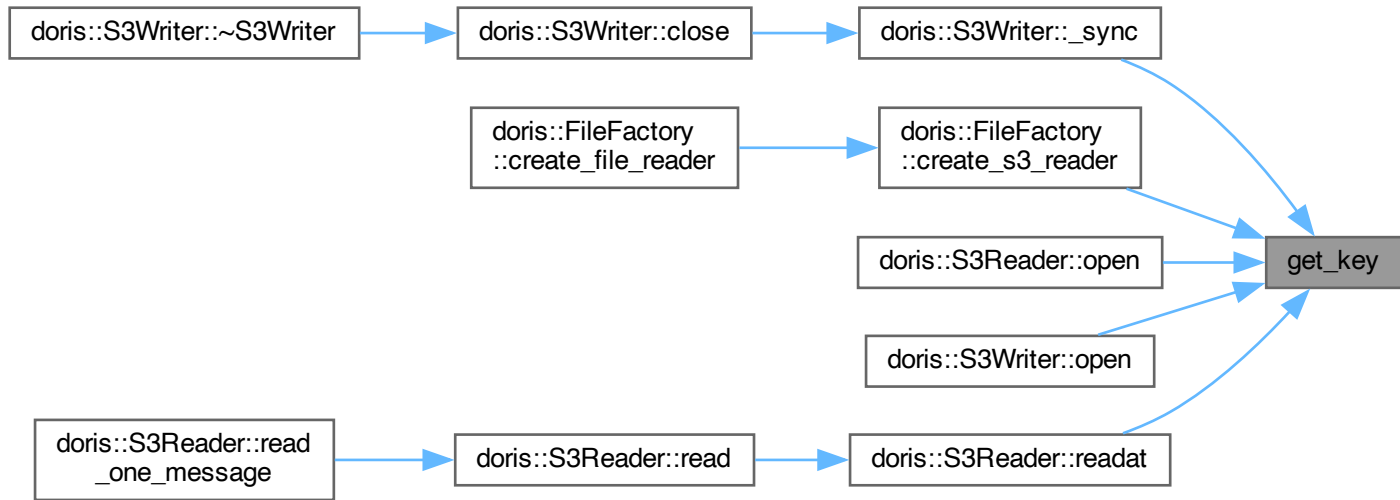 doris::S3Writer::~S3Writer
doris::S3Writer::close
doris::S3Writer::_sync
doris::FileFactory
::create_file_reader
doris::FileFactory
::create_s3_reader
doris::S3Reader::open
get_key
doris::S3Writer::open
doris::S3Reader::read
_one_message
doris::S3Reader::read
doris::S3Reader::readat